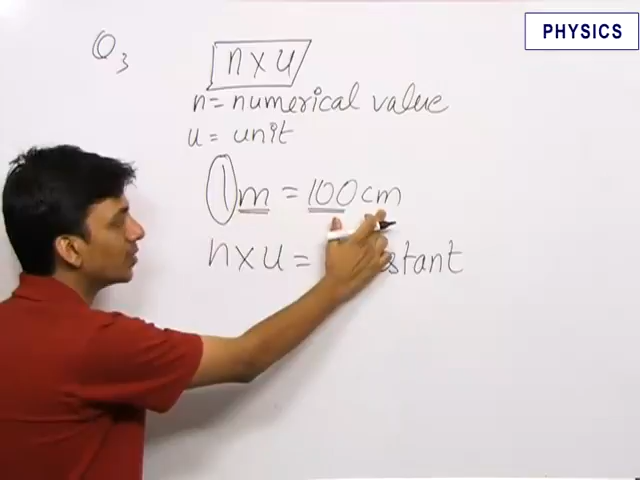 PHYSICS
Q3
n x u
n = numerical value
u = unit
1 m = 100 cm
n x u = stant